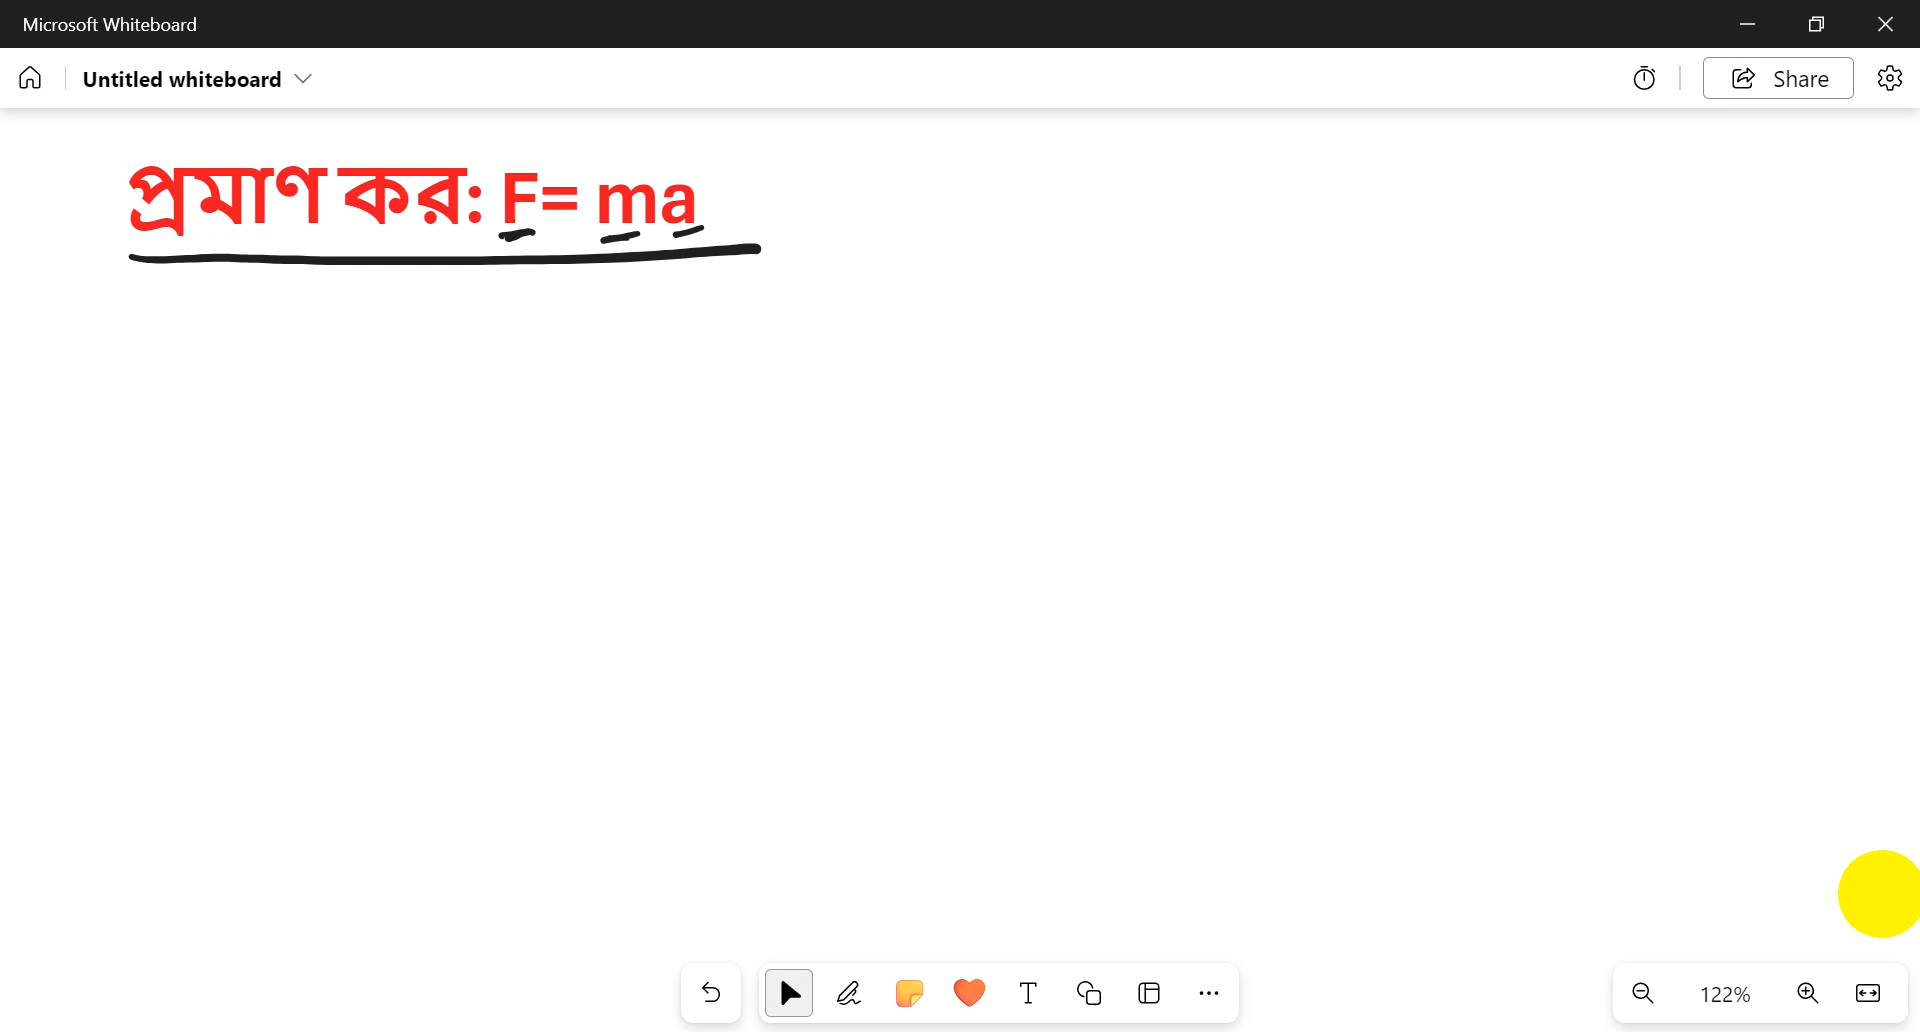 Microsoft Whiteboard
Untitled whiteboard
Share
প্রমাণ কর: F= ma
122%